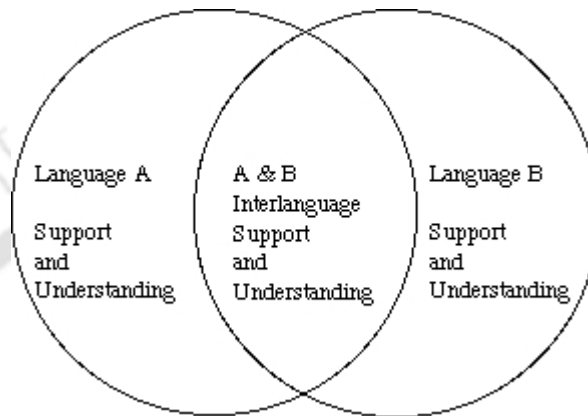 Language A
Support
and
Understanding
A & B
Interlanguage
Support
and
Understanding
Language B
Support
and
Understanding